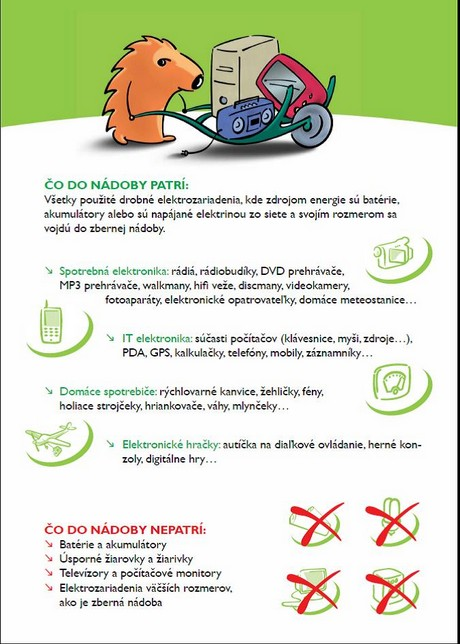 ČO DO NÁDOBY PATRÍ:
Všetky použité drobné elektrozariadenia, kde zdrojom energie sú batérie,
akumulátory alebo sú napájané elektrinou zo siete a svojím rozmerom sa
vojdú do zbernej nádoby.
↘ Spotrebná elektronika: rádiá, rádiobudíky, DVD prehrávače,
MP3 prehrávače, walkmany, hifi veže, discmany, videokamery,
fotoaparáty, elektronické opatrovateľky, domáce meteostanice…
↘ IT elektronika: súčasti počítačov (klávesnice, myši, zdroje…),
PDA, GPS, kalkulačky, telefóny, mobily, záznamníky…
↘ Domáce spotrebiče: rýchlovarné kanvice, žehličky, fény,
holiace strojčeky, hriankovače, váhy, mlynčeky…
↘ Elektronické hračky: autíčka na diaľkové ovládanie, herné kon-
zoly, digitálne hry…
ČO DO NÁDOBY NEPATRÍ:
↘ Batérie a akumulátory
↘ Úsporné žiarovky a žiarivky
↘ Televízory a počítačové monitory
↘ Elektrozariadenia väčších rozmerov,
ako je zberná nádoba